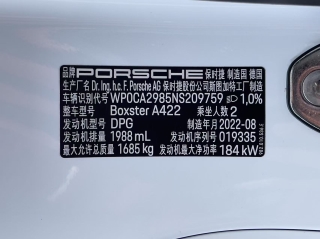 品牌 PORSCHE 保时捷 制造国 德国
生产厂名 Dr. Ing. h.c. F. Porsche AG 保时捷股份公司斯图加特工厂制造
车辆识别代号 WP0CA2985NS209759 1,0%
整车型号 Boxster A422 乘坐人数 2
发动机型号 DPG 制造年月 2022-08
发动机排量 1988 mL 发动机序列号 019335
最大允许总质量 1685 kg 发动机最大净功率 184 kW